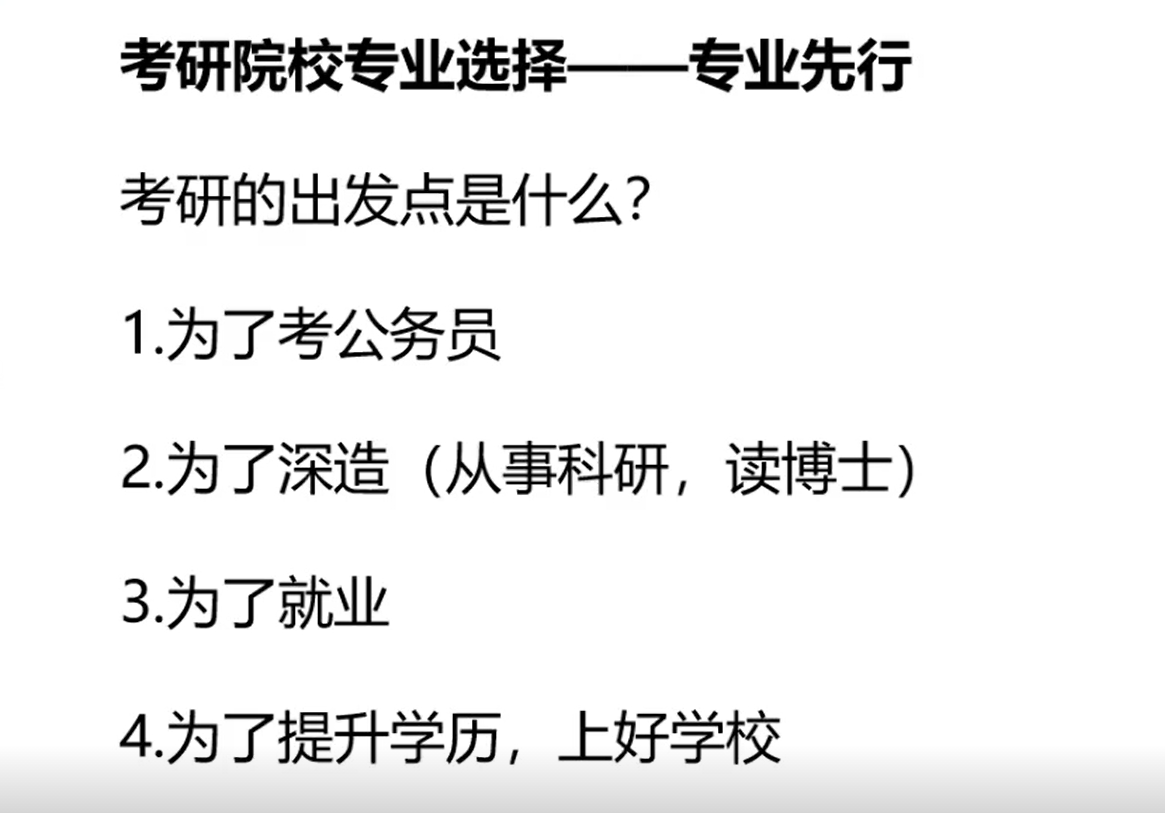 考研院校专业选择——专业先行
考研的出发点是什么？
1.为了考公务员
2.为了深造（从事科研，读博士）
3.为了就业
4.为了提升学历，上好学校